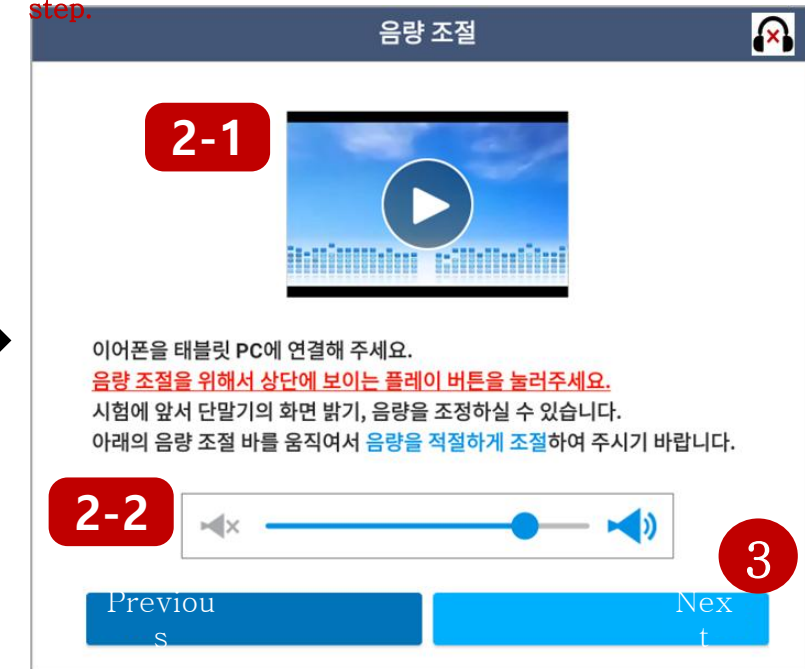 step.
음량 조절
2-1
이어폰을 태블릿 PC에 연결해 주세요.
음량 조절을 위해서 상단에 보이는 플레이 버튼을 눌러주세요.
시험에 앞서 단말기의 화면 밝기, 음량을 조정하실 수 있습니다.
아래의 음량 조절 바를 움직여서 음량을 적절하게 조절하여 주시기 바랍니다.
2-2
3
Previou
s
Nex
t